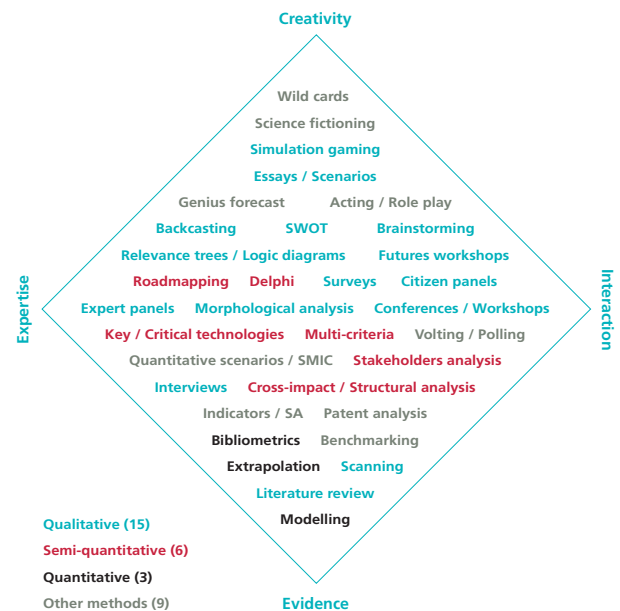 Creativity
Wild cards
Science fictioning
Simulation gaming
Essays / Scenarios
Genius forecast Acting / Role play
Backcasting SWOT Brainstorming
Relevance trees / Logic diagrams Futures workshops
Roadmapping Delphi Surveys Citizen panels
Expertise
Interaction
Expert panels Morphological analysis Conferences / Workshops
Key / Critical technologies Multi-criteria Volting / Polling
Quantitative scenarios / SMIC Stakeholders analysis
Interviews Cross-impact / Structural analysis
Indicators / SA Patent analysis
Bibliometrics Benchmarking
Extrapolation Scanning
Literature review
Modelling
Qualitative (15)
Semi-quantitative (6)
Quantitative (3)
Other methods (9)
Evidence